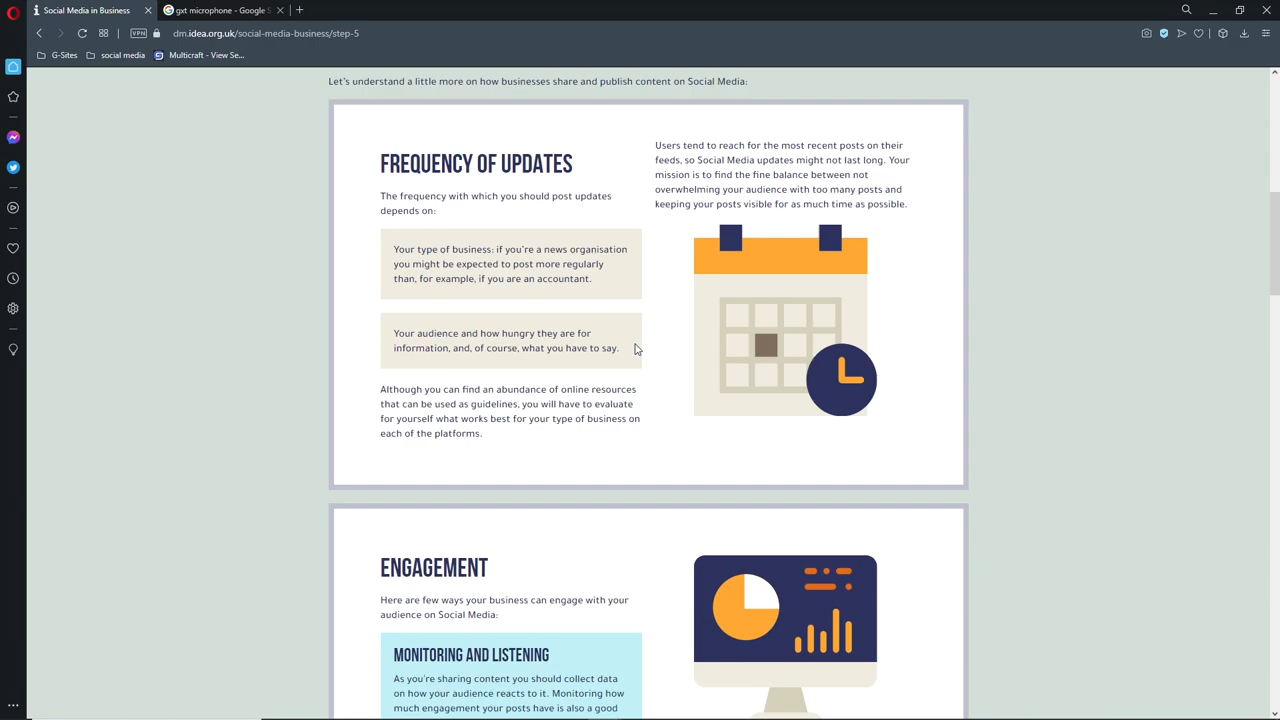 Social Media in Business
gxt microphone - Google S
VPN
dm.idea.org.uk/social-media-business/step-5
G-Sites
social media
Multicraft - View Se...
Let's understand a little more on how businesses share and publish content on Social Media:
FREQUENCY OF UPDATES
The frequency with which you should post updates
depends on:
Your type of business: if you're a news organisation
you might be expected to post more regularly
than, for example, if you are an accountant.
Your audience and how hungry they are for
information, and, of course, what you have to say.
Although you can find an abundance of online resources
that can be used as guidelines, you will have to evaluate
for yourself what works best for your type of business on
each of the platforms.
Users tend to reach for the most recent posts on their
feeds, so Social Media updates might not last long. Your
mission is to find the fine balance between not
overwhelming your audience with too many posts and
keeping your posts visible for as much time as possible.
ENGAGEMENT
Here are few ways your business can engage with your
audience on Social Media:
MONITORING AND LISTENING
As you're sharing content you should collect data
on how your audience reacts to it. Monitoring how
much engagement your posts have is also a good